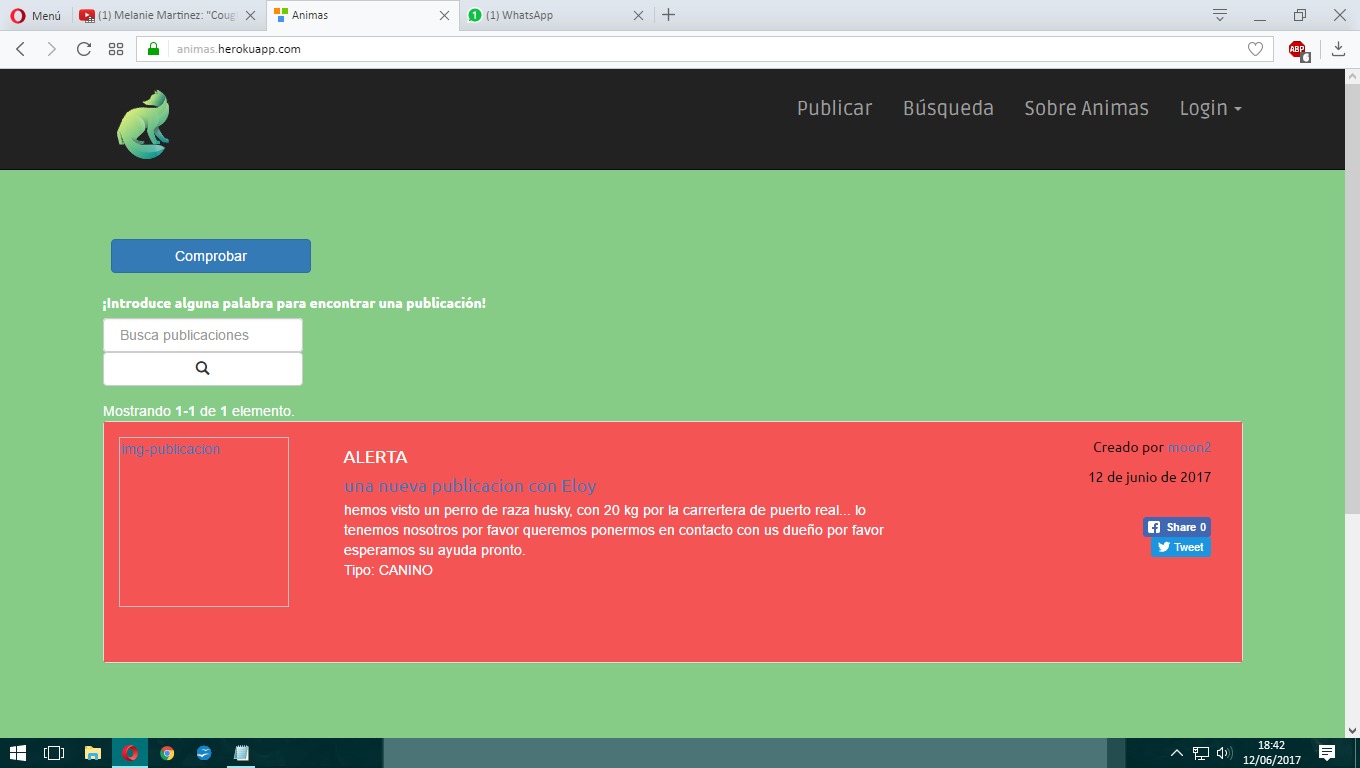 Menú
(1) Melanie Martinez: "Coug
Animas
(1) WhatsApp
animas.herokuapp.com
ABP
Publicar
Búsqueda
Sobre Animas
Login
Comprobar
¡Introduce alguna palabra para encontrar una publicación!
Busca publicaciones
Mostrando 1-1 de 1 elemento.
img-publicacion
ALERTA
una nueva publicacion con Eloy
hemos visto un perro de raza husky, con 20 kg por la carrertera de puerto real... lo
tenemos nosotros por favor queremos ponermos en contacto con us dueño por favor
esperamos su ayuda pronto.
Tipo: CANINO
Creado por moon2
12 de junio de 2017
Share 0
Tweet
18:42
12/06/2017